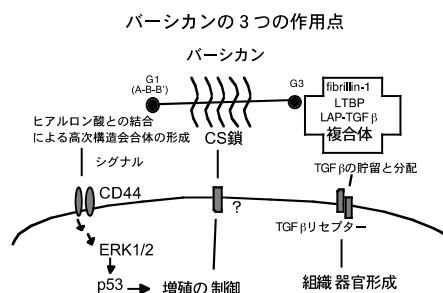 バーシカンの3つの作用点
バーシカン
G1
(A-B-B')
G3
fibrillin-1
LTBP
LAP-TGFβ
複合体
ヒアルロン酸との結合
による高次構造会合体の形成
CS鎖
シグナル
TGFβの貯留と分配
CD44
?
TGFβリセプター
ERK1/2
p53
増殖の制御
組織器官形成